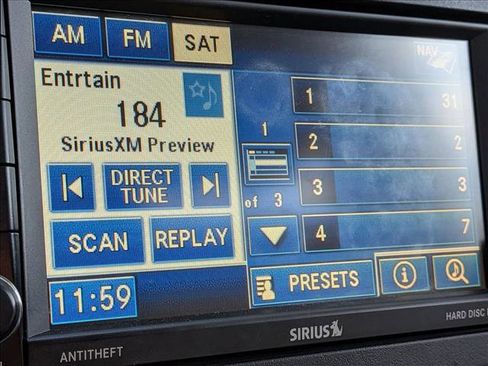 AM FM SAT
NAV
Entrtain
184
SiriusXM Preview
DIRECT
TUNE
SCAN REPLAY
11:59
1
of 3
1 31
2 2
3 3
4 7
PRESETS
SIRIUS
ANTITHEFT
HARD DISC